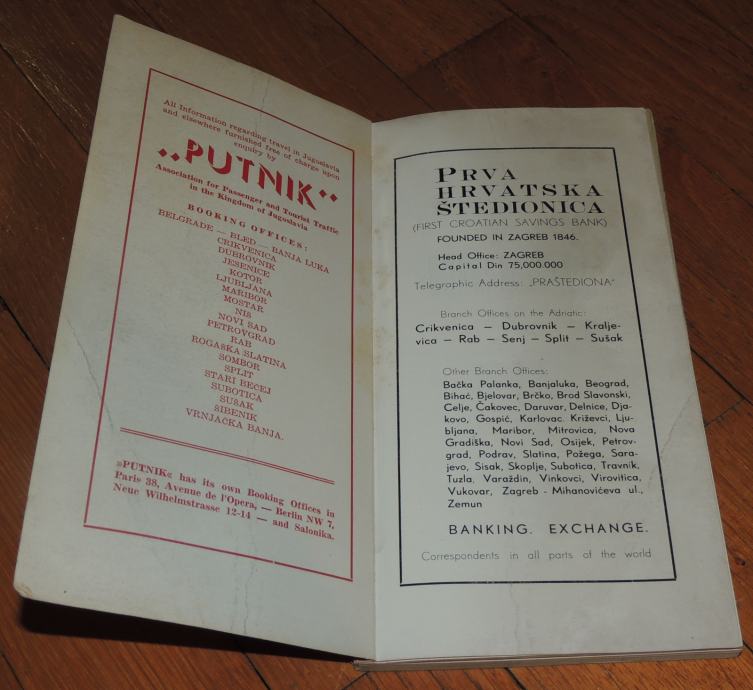 All Information regarding travel in Jugoslavia
and elsewhere furnished free of charge upon
enquiry by
„PUTNIK“
Association for Passenger and Tourist Traffic
in the Kingdom of Jugoslavia
BOOKING OFFICES:
BELGRADE — BLED — BANJA LUKA
CRIKVENICA
DUBROVNIK
JESENICE
KOTOR
LJUBLJANA
MARIBOR
MOSTAR
NIŠ
NOVI SAD
PETROVGRAD
RAB
ROGAŠKA SLATINA
SOMBOR
SPLIT
STARI BEČEJ
SUBOTICA
SUŠAK
ŠIBENIK
VRNJAČKA BANJA.
»PUTNIK« has its own Booking Offices in
Paris 38, Avenue de l'Opera, — Berlin NW 7,
Neue Wilhelmstrasse 12-14 — and Salonika.
PRVA
HRVATSKA
ŠTEDIONICA
(FIRST CROATIAN SAVINGS BANK)
FOUNDED IN ZAGREB 1846.
Head Office: ZAGREB
Capital Din 75,000.000
Telegraphic Address: „PRAŠTEDIONA“
Branch Offices on the Adriatic:
Crikvenica — Dubrovnik — Kralje-
vica — Rab — Senj — Split — Sušak
Other Branch Offices:
Bačka Palanka, Banjaluka, Beograd,
Bihać, Bjelovar, Brčko, Brod Slavonski,
Celje, Čakovec, Daruvar, Delnice, Dja-
kovo, Gospić, Karlovac. Križevci, Lju-
bljana, Maribor, Mitrovica, Nova
Gradiška, Novi Sad, Osijek, Petrov-
grad, Podrav, Slatina, Požega, Sara-
jevo, Sisak, Skoplje, Subotica, Travnik,
Tuzla, Varaždin, Vinkovci, Virovitica,
Vukovar, Zagreb - Mihanovićeva ul.,
Zemun
BANKING. EXCHANGE.
Correspondents in all parts of the world